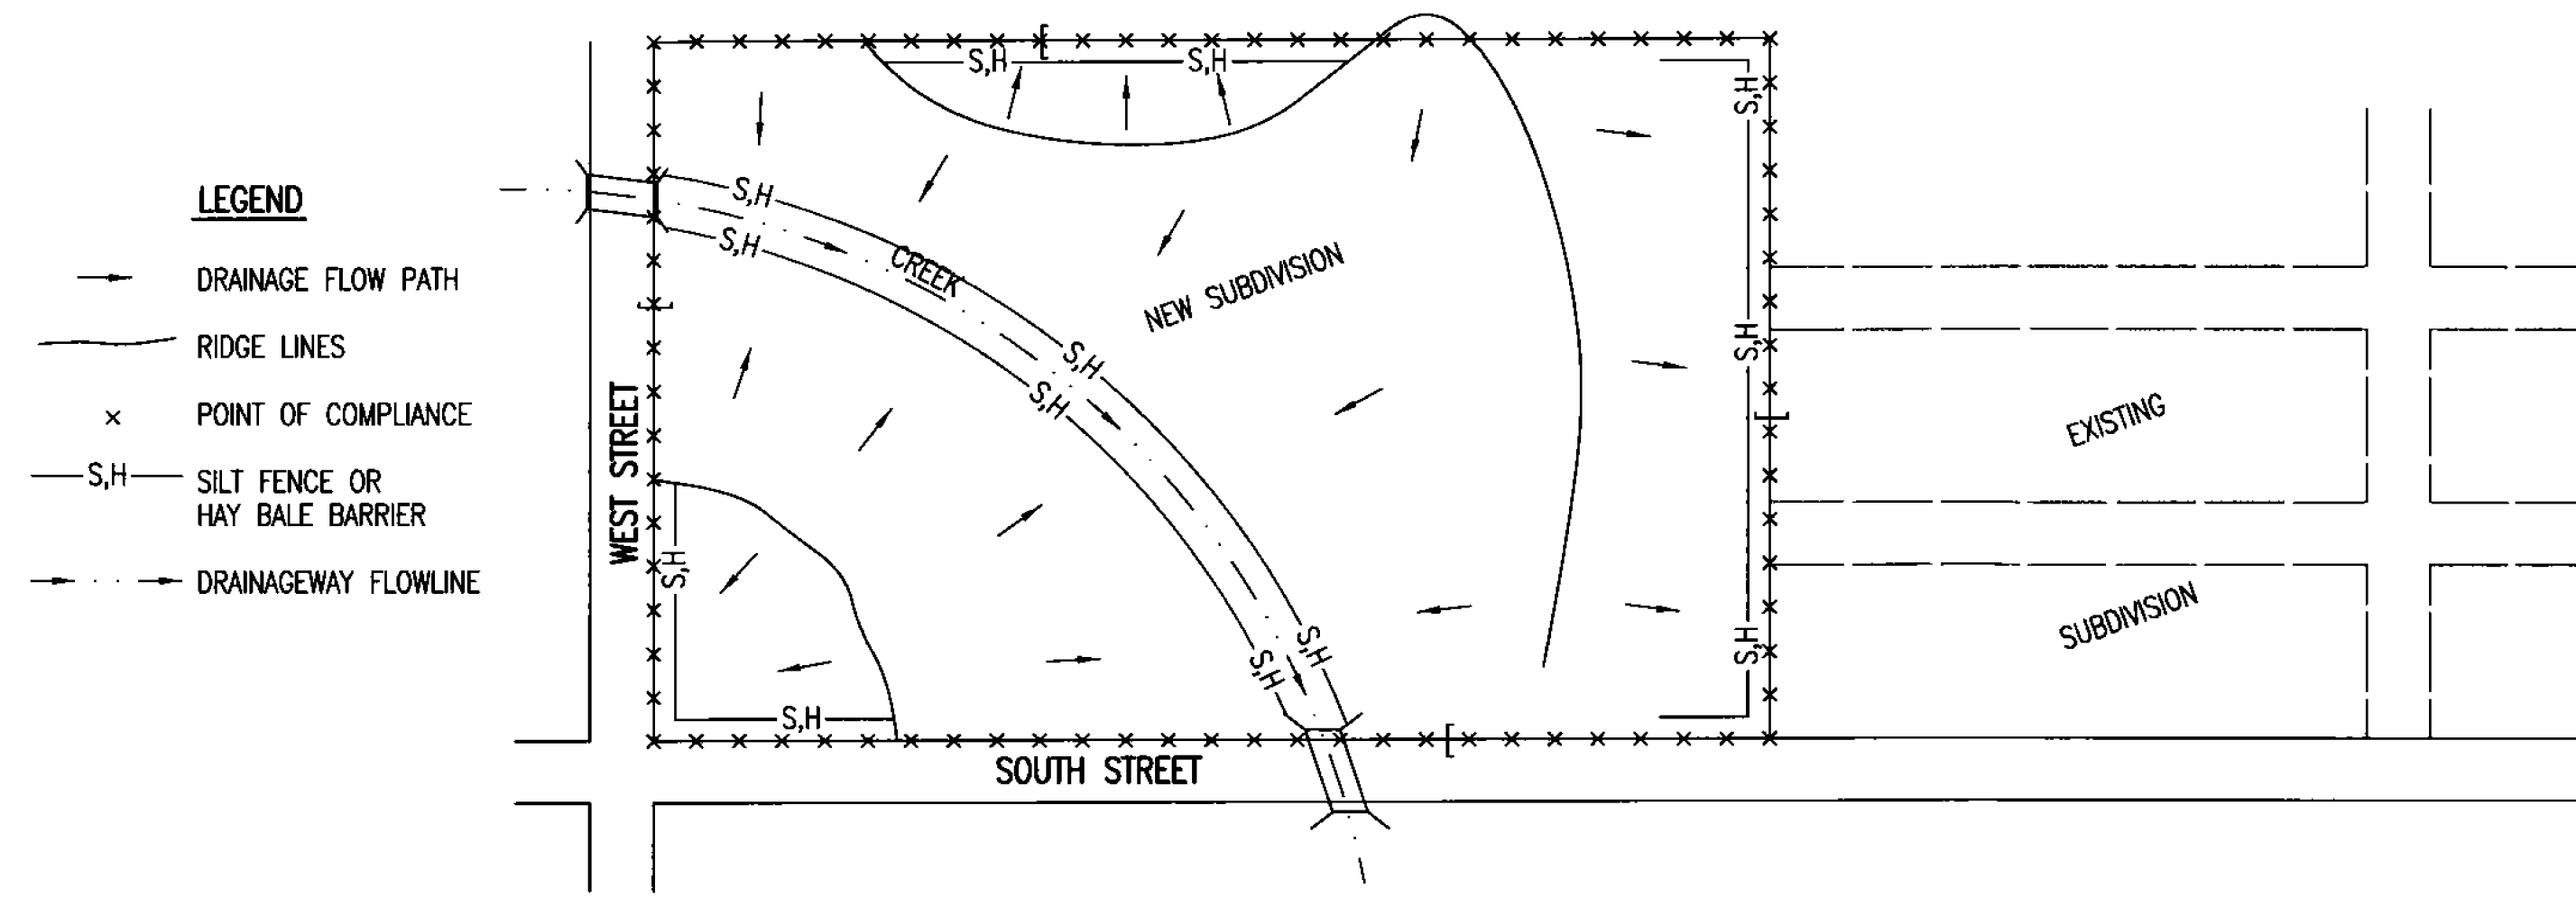 LEGEND
DRAINAGE FLOW PATH
RIDGE LINES
x POINT OF COMPLIANCE
S,H SILT FENCE OR
HAY BALE BARRIER
DRAINAGEWAY FLOWLINE
S,H
S,H
S,H
S,H
S,H
CREEK
NEW SUBDIVISION
S,H
S,H
S,H
WEST STREET
EXISTING
S,H
SUBDIVISION
S,H
S,H
S,H
S,H
SOUTH STREET